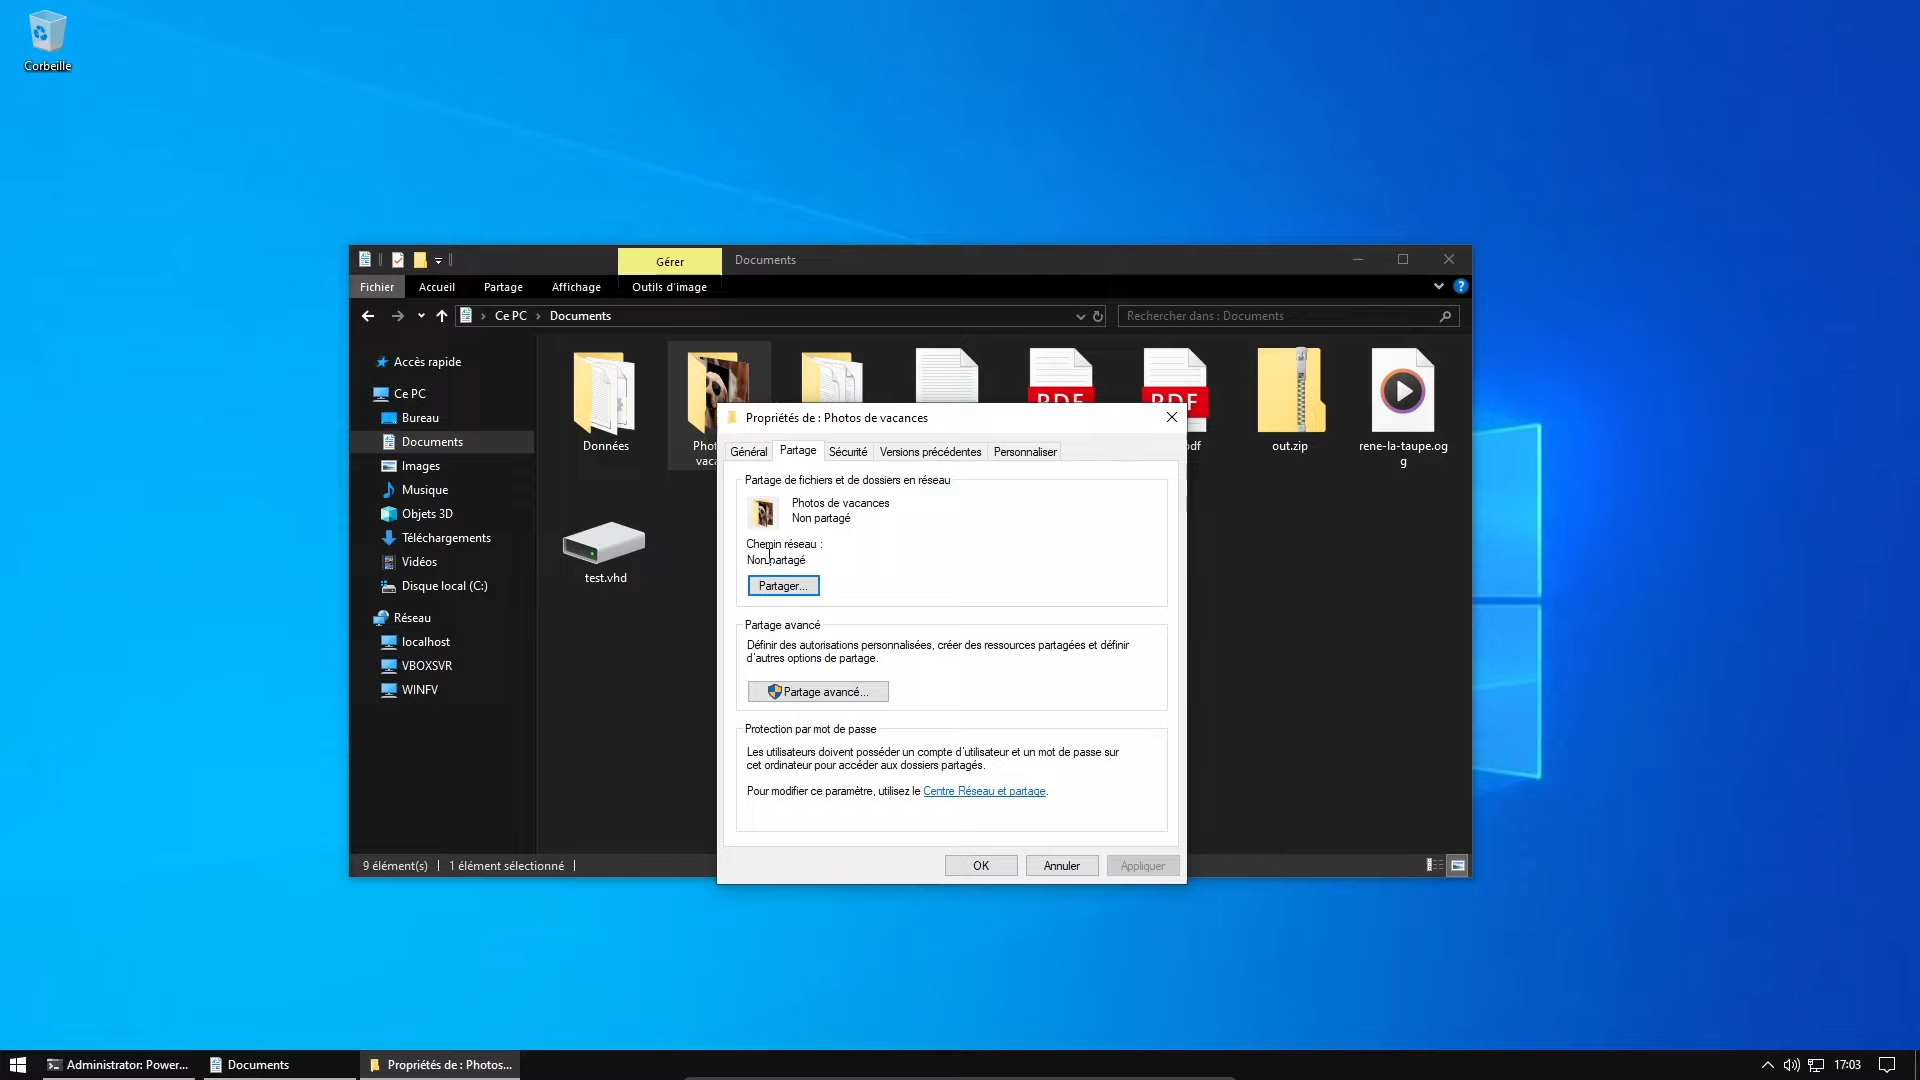 Corbeille
Gérer
Documents
Fichier
Accueil
Partage
Affichage
Outils d'image
Ce PC
Documents
Rechercher dans : Documents
Accès rapide
Ce PC
Bureau
Documents
Images
Musique
Objets 3D
Téléchargements
Vidéos
Disque local (C:)
Réseau
localhost
VBOXSVR
WINFV
Données
out.zip
rene-la-taupe.og
g
test.vhd
PDF
PDF
Propriétés de : Photos de vacances
Général
Partage
Sécurité
Versions précédentes
Personnaliser
Partage de fichiers et de dossiers en réseau
Photos de vacances
Non partagé
Chemin réseau :
Non partagé
Partager...
Partage avancé
Définir des autorisations personnalisées, créer des ressources partagées et définir
d'autres options de partage.
Partage avancé...
Protection par mot de passe
Les utilisateurs doivent posséder un compte d'utilisateur et un mot de passe sur
cet ordinateur pour accéder aux dossiers partagés.
Pour modifier ce paramètre, utilisez le Centre Réseau et partage.
OK
Annuler
Appliquer
9 élément(s)
1 élément sélectionné
Administrator: Power...
Documents
Propriétés de : Photos...
17:03